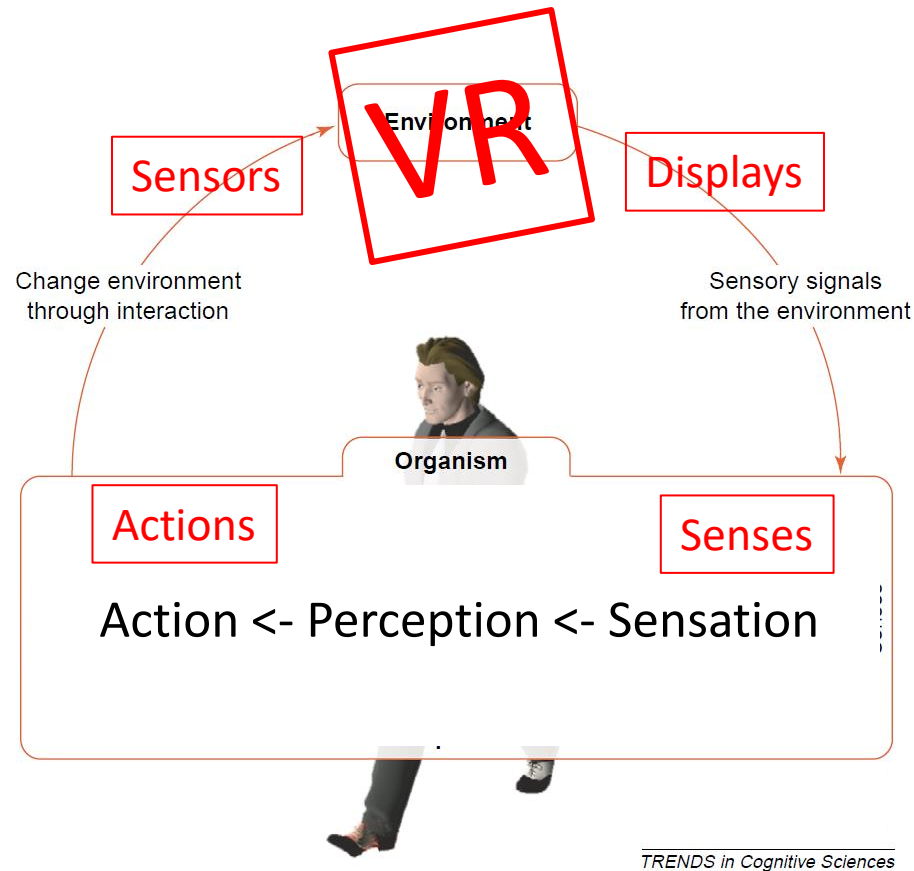 VR
Environment
Sensors
Displays
Change environment
through interaction
Sensory signals
from the environment
Organism
Actions
Senses
Action <- Perception <- Sensation
TRENDS in Cognitive Sciences